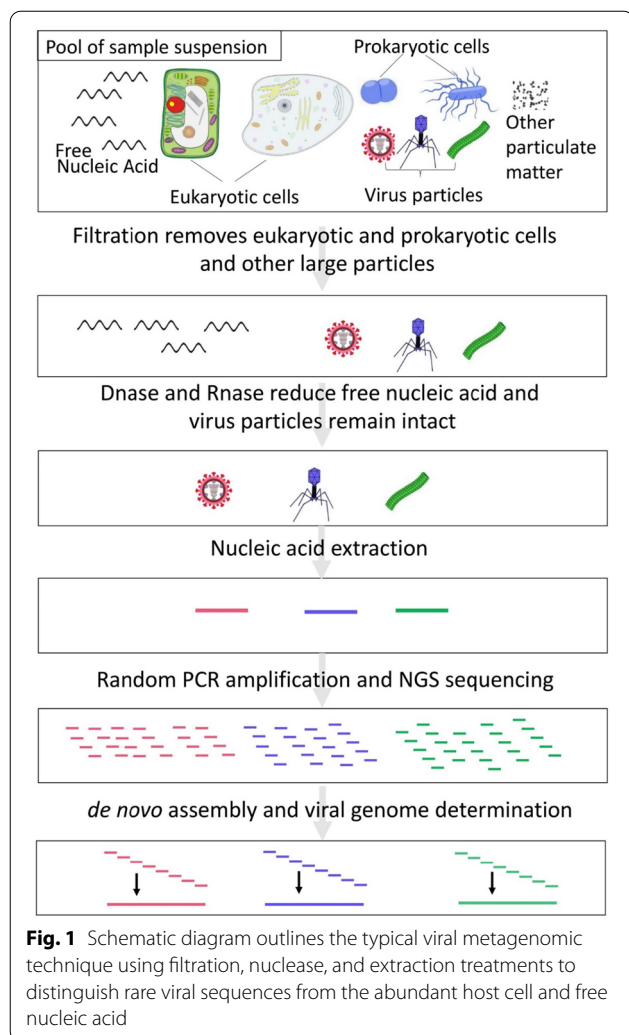 Pool of sample suspension
Prokaryotic cells
Free
Nucleic Acid
Eukaryotic cells
Virus particles
Other
particulate
matter
Filtration removes eukaryotic and prokaryotic cells
and other large particles
Dnase and Rnase reduce free nucleic acid and
virus particles remain intact
Nucleic acid extraction
Random PCR amplification and NGS sequencing
de novo assembly and viral genome determination
Fig. 1 Schematic diagram outlines the typical viral metagenomic
technique using filtration, nuclease, and extraction treatments to
distinguish rare viral sequences from the abundant host cell and free
nucleic acid